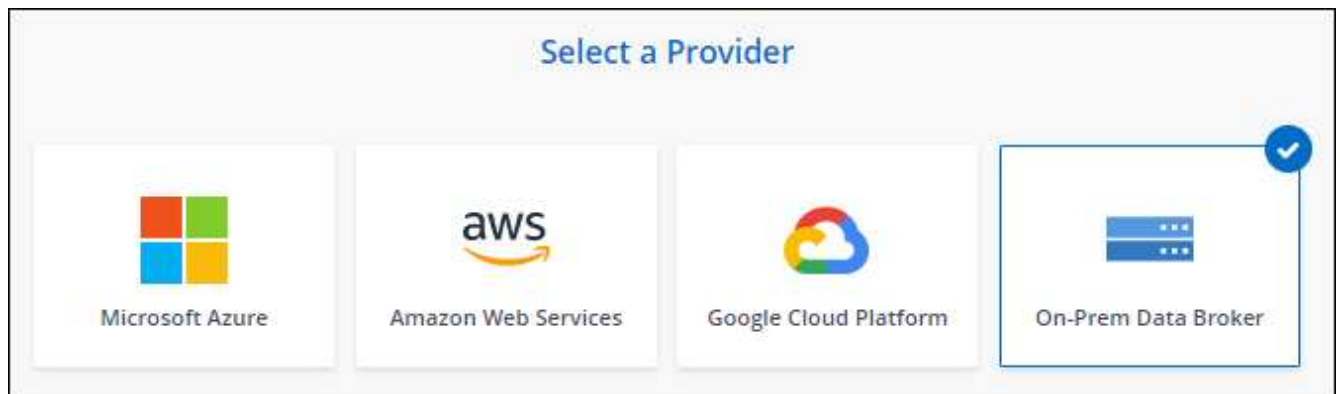 Select a Provider
aws
Microsoft Azure
Amazon Web Services
Google Cloud Platform
On-Prem Data Broker